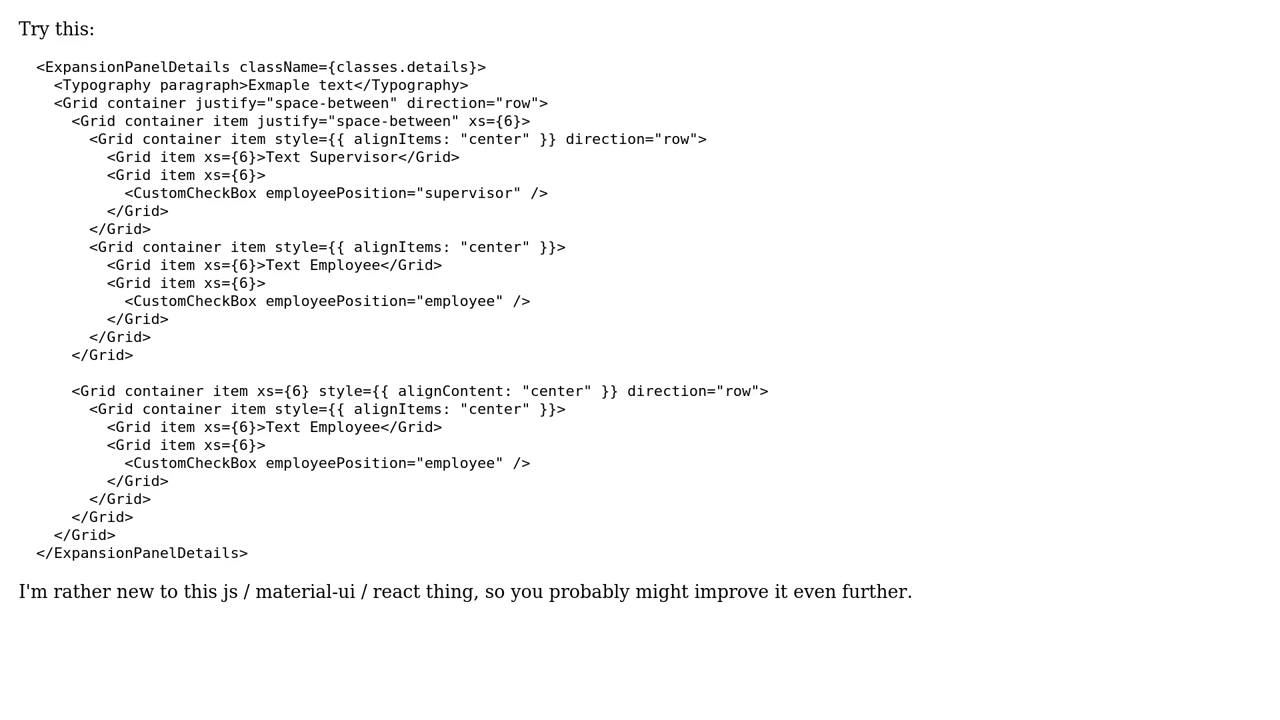 Try this:
<ExpansionPanelDetails className={classes.details}>
  <Typography paragraph>Exmaple text</Typography>
  <Grid container justify="space-between" direction="row">
    <Grid container item justify="space-between" xs={6}>
      <Grid container item style={{ alignItems: "center" }} direction="row">
        <Grid item xs={6}>Text Supervisor</Grid>
        <Grid item xs={6}>
          <CustomCheckBox employeePosition="supervisor" />
        </Grid>
      </Grid>
      <Grid container item style={{ alignItems: "center" }}>
        <Grid item xs={6}>Text Employee</Grid>
        <Grid item xs={6}>
          <CustomCheckBox employeePosition="employee" />
        </Grid>
      </Grid>
    </Grid>

    <Grid container item xs={6} style={{ alignContent: "center" }} direction="row">
      <Grid container item style={{ alignItems: "center" }}>
        <Grid item xs={6}>Text Employee</Grid>
        <Grid item xs={6}>
          <CustomCheckBox employeePosition="employee" />
        </Grid>
      </Grid>
    </Grid>
  </Grid>
</ExpansionPanelDetails>
I'm rather new to this js / material-ui / react thing, so you probably might improve it even further.